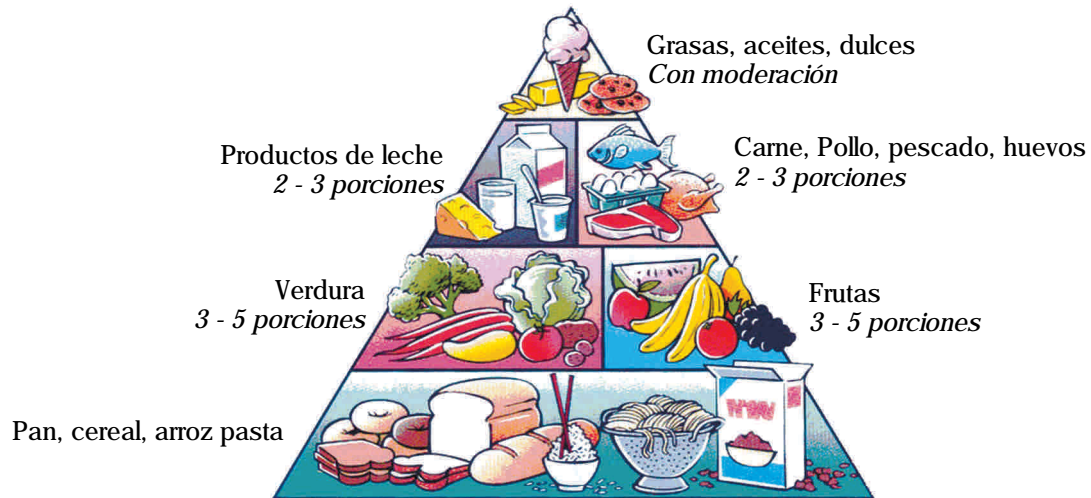 Grasas, aceites, dulces
Con moderación
Productos de leche
2 - 3 porciones
Carne, Pollo, pescado, huevos
2 - 3 porciones
Verdura
3 - 5 porciones
Frutas
3 - 5 porciones
Pan, cereal, arroz pasta